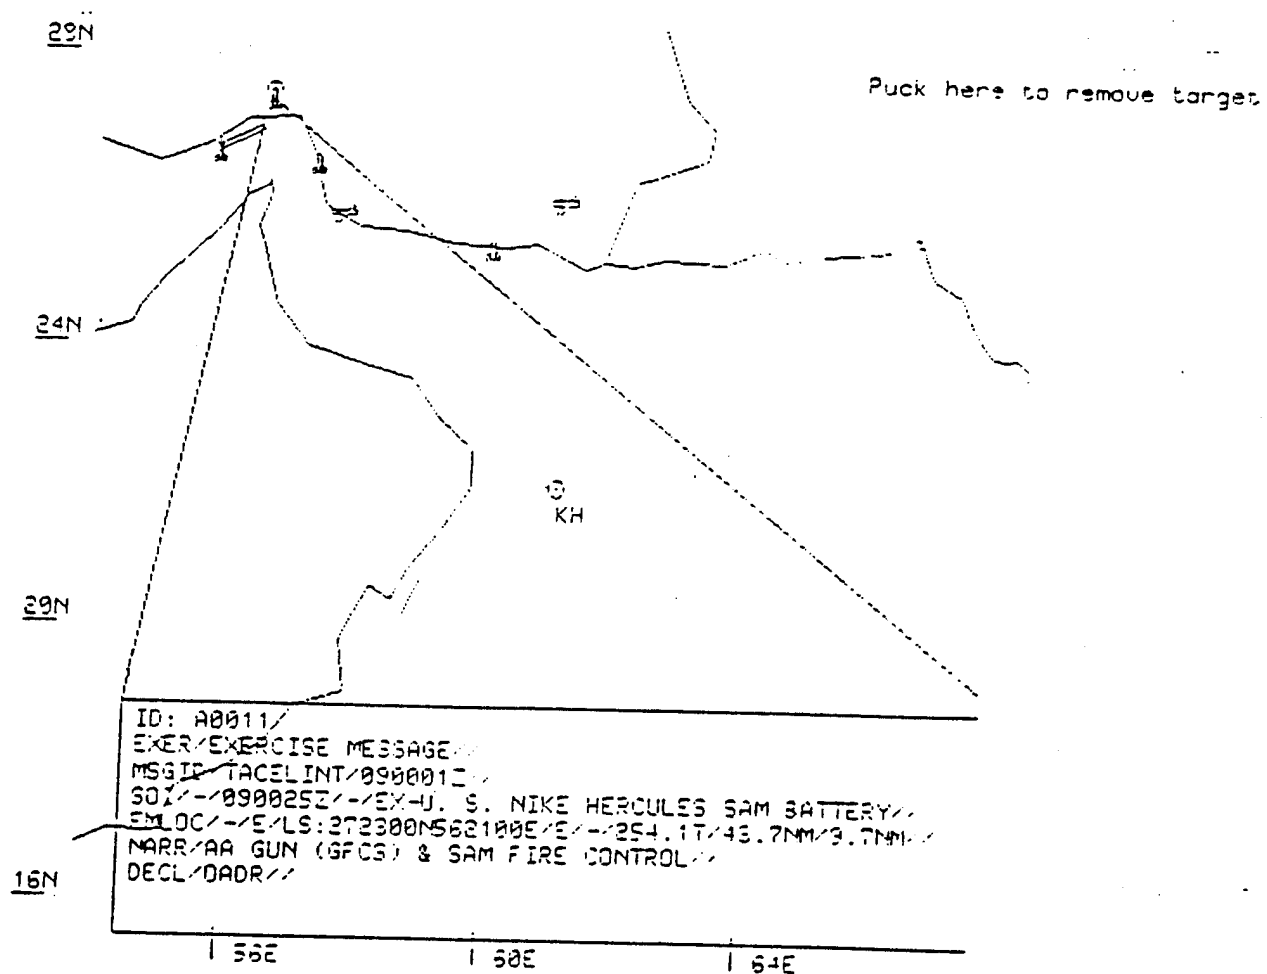 28N
Puck here to remove target
24N
KH
20N
ID: A0011/
EXER/EXERCISE MESSAGE//
MSGID/TACELINT/090001Z//
SOI/-/090025Z/-/EX-U. S. NIKE HERCULES SAM BATTERY//
EMLOC/-/E/LS:272300N562100E/E/-/254.1T/43.7NM/9.7NM//
NARR/AA GUN (GFCS) & SAM FIRE CONTROL//
DECL/OADR//
16N
56E
60E
64E